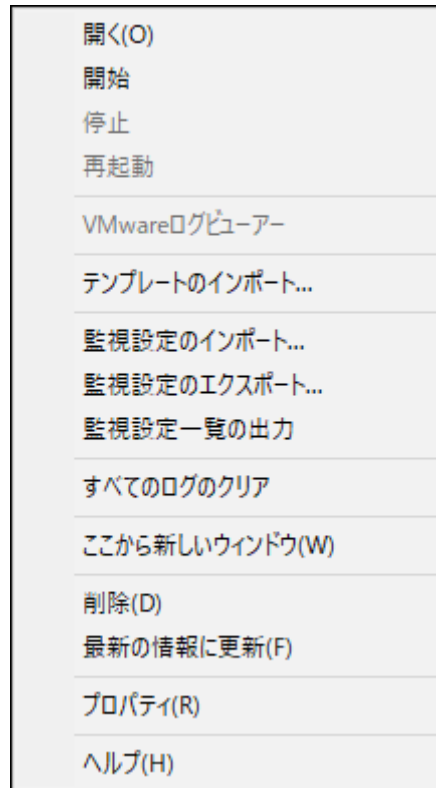 開く(O)
開始
停止
再起動
VMwareログビューアー
テンプレートのインポート...
監視設定のインポート...
監視設定のエクスポート...
監視設定一覧の出力
すべてのログのクリア
ここから新しいウィンドウ(W)
削除(D)
最新の情報に更新(F)
プロパティ(R)
ヘルプ(H)